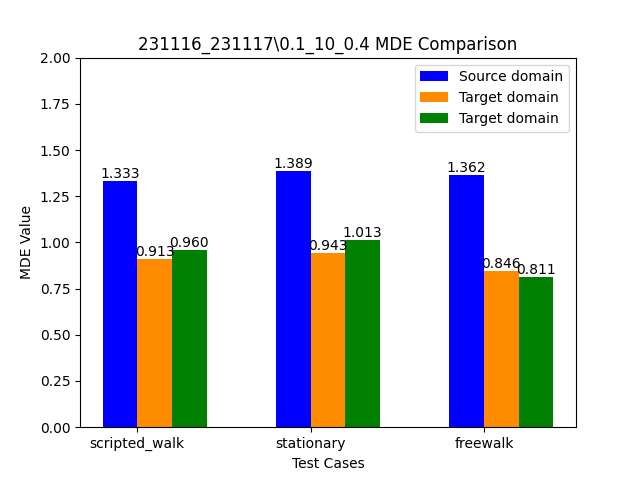 231116_231117\0.1_10_0.4 MDE Comparison
2.00
1.75
1.50
1.25
1.00
0.75
0.50
0.25
0.00
MDE Value
Source domain
Target domain
Target domain
1.333
0.913
0.960
1.389
0.943
1.013
1.362
0.846
0.811
scripted_walk
stationary
freewalk
Test Cases